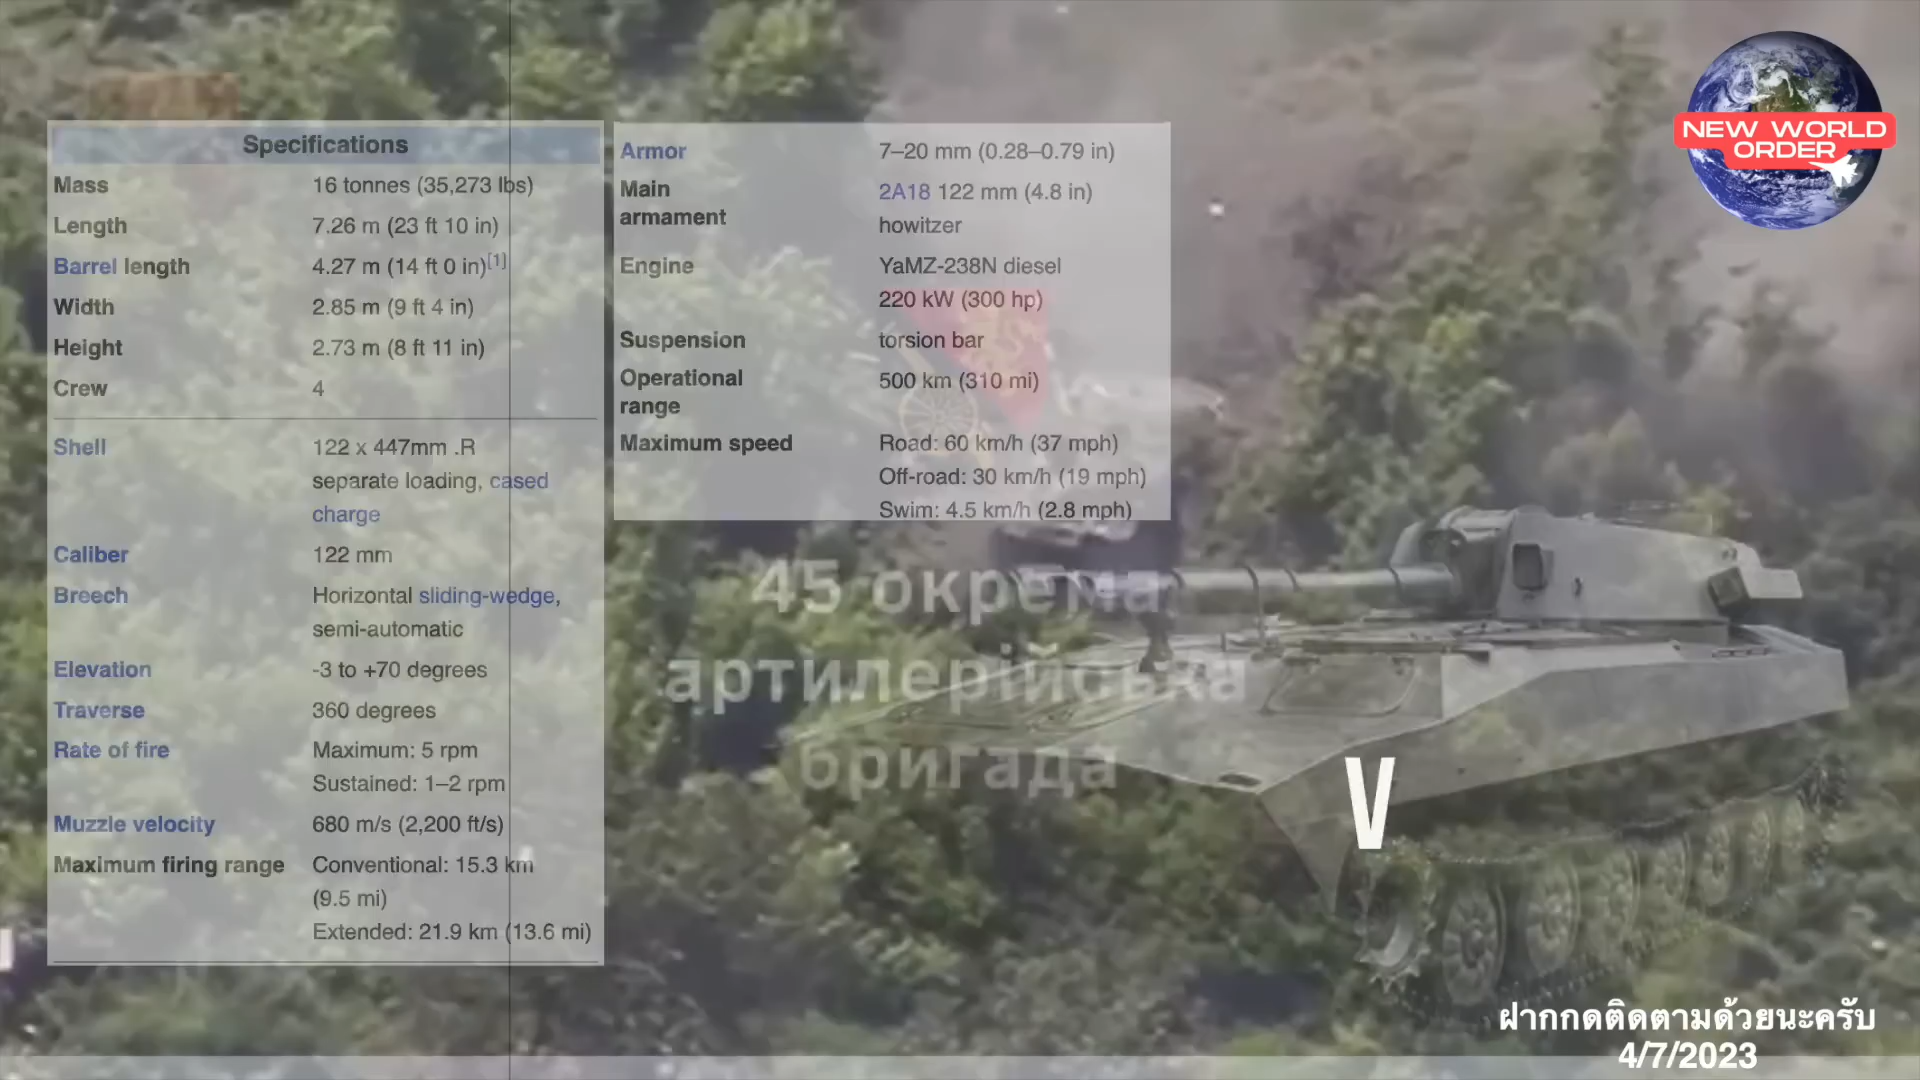 NEW WORLD
ORDER
Specifications
Mass 16 tonnes (35,273 lbs)
Length 7.26 m (23 ft 10 in)
Barrel length 4.27 m (14 ft 0 in)[1]
Width 2.85 m (9 ft 4 in)
Height 2.73 m (8 ft 11 in)
Crew 4
Shell 122 x 447mm .R
separate loading, cased
charge
Caliber 122 mm
Breech Horizontal sliding-wedge,
semi-automatic
Elevation -3 to +70 degrees
Traverse 360 degrees
Rate of fire Maximum: 5 rpm
Sustained: 1–2 rpm
Muzzle velocity 680 m/s (2,200 ft/s)
Maximum firing range Conventional: 15.3 km
(9.5 mi)
Extended: 21.9 km (13.6 mi)
Armor 7–20 mm (0.28–0.79 in)
Main 2A18 122 mm (4.8 in)
armament howitzer
Engine YaMZ-238N diesel
220 kW (300 hp)
Suspension torsion bar
Operational 500 km (310 mi)
range
Maximum speed Road: 60 km/h (37 mph)
Off-road: 30 km/h (19 mph)
Swim: 4.5 km/h (2.8 mph)
45 окрема
артилерійська
бригада
V
ฝากกดติดตามด้วยนะครับ
4/7/2023